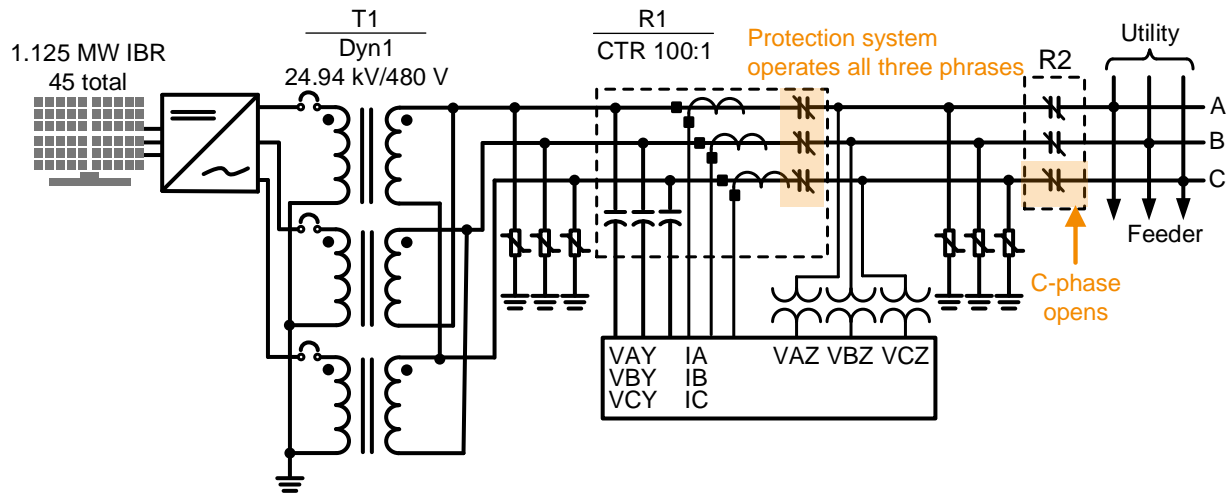 1.125 MW IBR
45 total
T1
Dyn1
24.94 kV/480 V
R1
CTR 100:1
Protection system
operates all three phrases
R2
Utility
A
B
C
Feeder
C-phase
opens
VAY IA VAZ VBZ VCZ
VBY IB
VCY IC